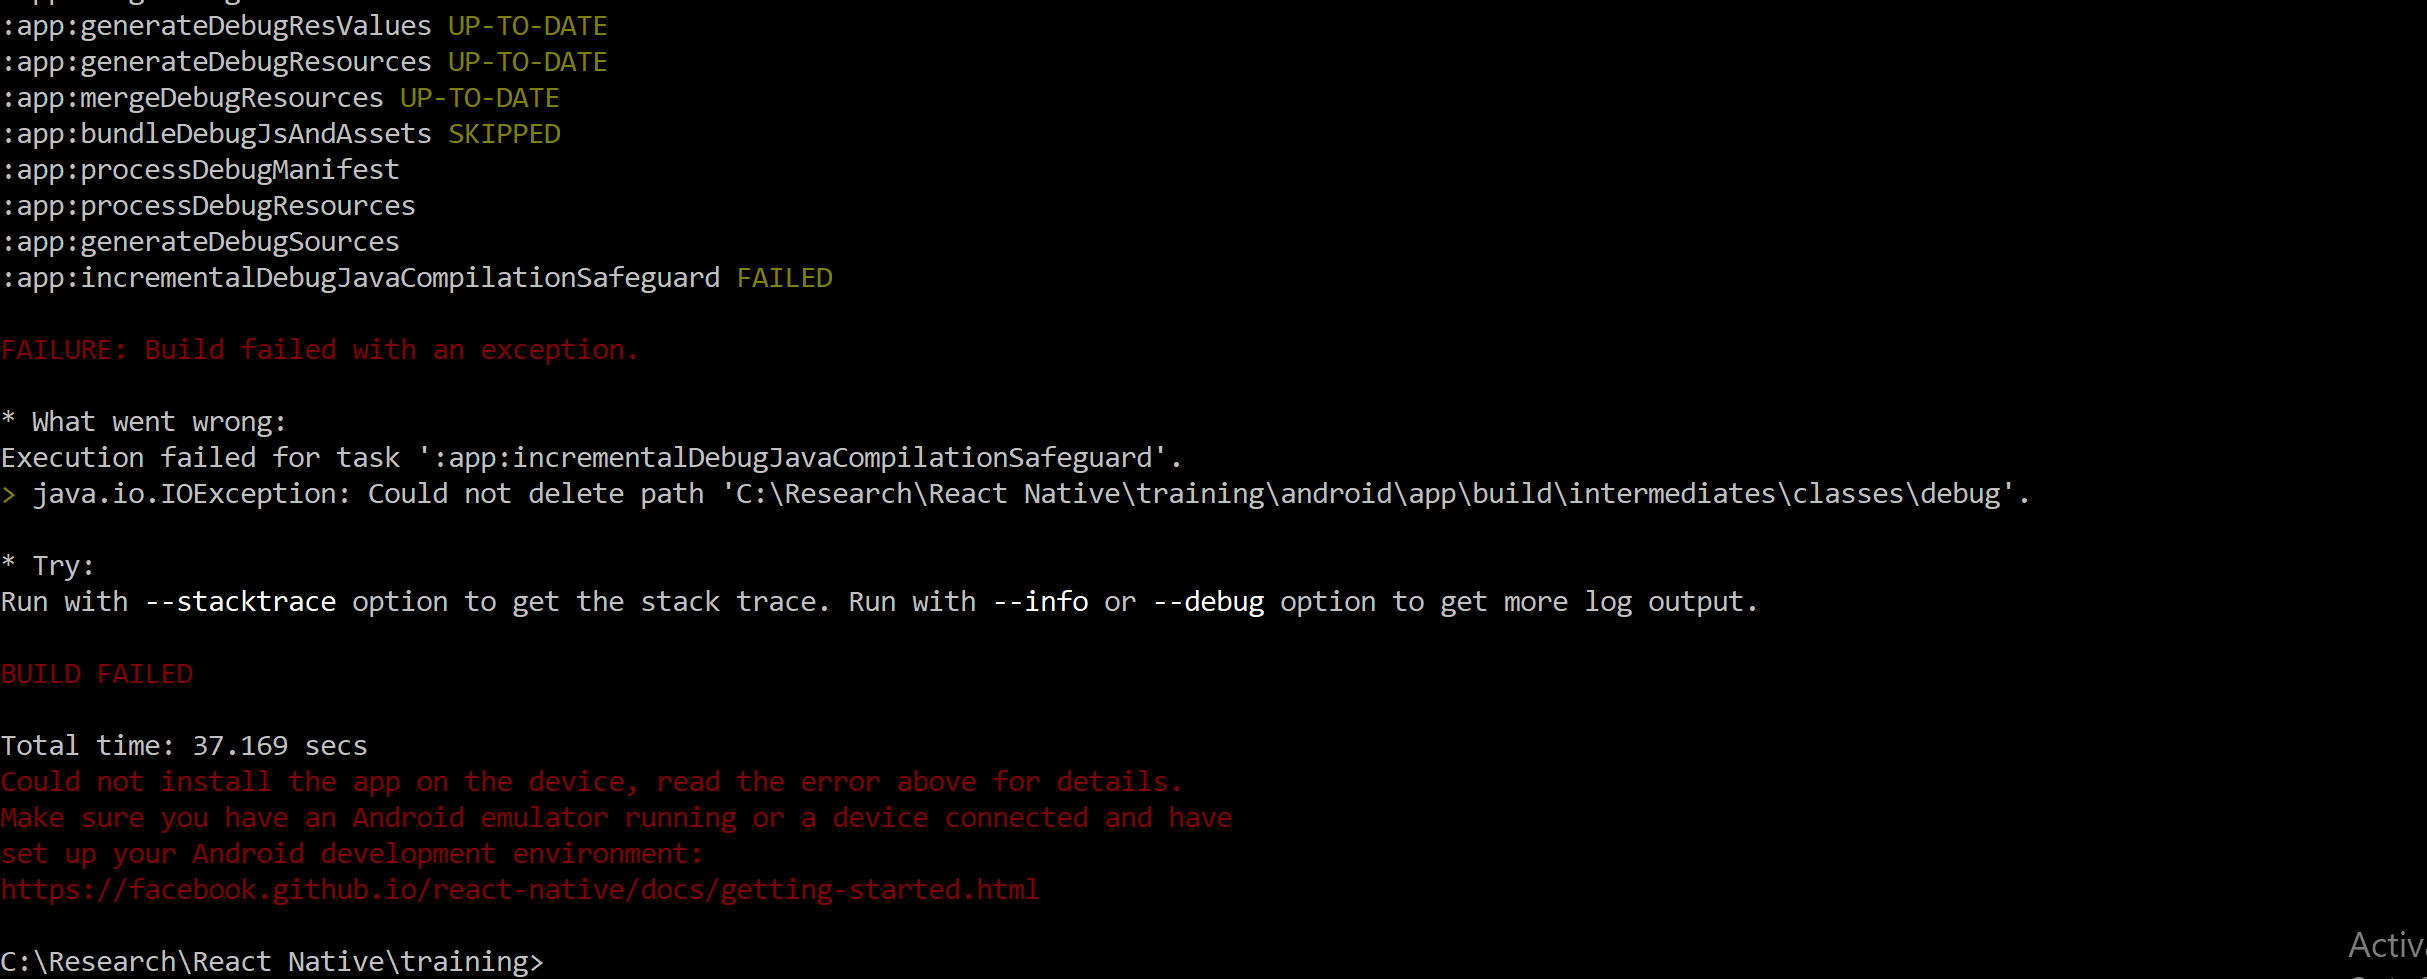 :app:generateDebugResValues UP-TO-DATE
:app:generateDebugResources UP-TO-DATE
:app:mergeDebugResources UP-TO-DATE
:app:bundleDebugJsAndAssets SKIPPED
:app:processDebugManifest
:app:processDebugResources
:app:generateDebugSources
:app:incrementalDebugJavaCompilationSafeguard FAILED
FAILURE: Build failed with an exception.
* What went wrong:
Execution failed for task ':app:incrementalDebugJavaCompilationSafeguard'.
> java.io.IOException: Could not delete path 'C:\Research\React Native\training\android\app\build\intermediates\classes\debug'.
* Try:
Run with --stacktrace option to get the stack trace. Run with --info or --debug option to get more log output.
BUILD FAILED
Total time: 37.169 secs
Could not install the app on the device, read the error above for details.
Make sure you have an Android emulator running or a device connected and have
set up your Android development environment:
https://facebook.github.io/react-native/docs/getting-started.html
C:\Research\React Native\training>
Activ